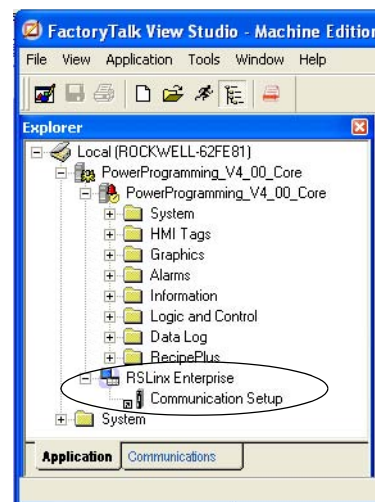 FactoryTalk View Studio - Machine Edition
File View Application Tools Window Help
Explorer
Local (ROCKWELL-62FE81)
PowerProgramming_V4_00_Core
PowerProgramming_V4_00_Core
System
HMI Tags
Graphics
Alarms
Information
Logic and Control
Data Log
RecipePlus
RSLinx Enterprise
Communication Setup
System
Application Communications